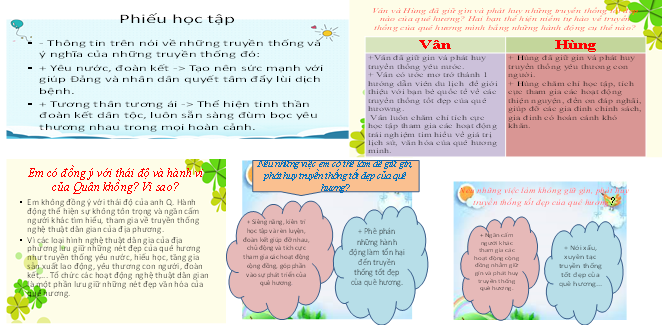 Phiếu học tập
- Thông tin trên nói về những truyền thống và
ý nghĩa của những truyền thống đó:
+ Yêu nước, đoàn kết -> Tạo nên sức mạnh với
giúp Đảng và nhân dân quyết tâm đẩy lùi dịch
bệnh.
+ Tương thân tương ái -> Thể hiện tinh thần
đoàn kết dân tộc, luôn sẵn sàng đùm bọc yêu
thương nhau trong mọi hoàn cảnh.
Vân và Hùng đã giữ gìn và phát huy những truyền thống tốt đẹp
nào của quê hương? Hai bạn thể hiện niềm tự hào về truyền
thống của quê hương mình bằng những hành động cụ thể nào?
Vân
+Vân đã giữ gìn và phát huy
truyền thống yêu nước.
+ Vân có ước mơ trở thành 1
hướng dẫn viên du lịch để giới
thiệu với bạn bè quốc tế về các
truyền thống tốt đẹp của quê
hương.
Vân luôn chăm chỉ tích cực
học tập tham gia các hoạt động
trải nghiệm tìm hiểu về giá trị
lịch sử, văn hóa của quê hương
mình.
Hùng
+ Hùng đã giữ gìn và phát huy
truyền thống yêu thương con
người.
+ Hùng chăm chỉ học tập, tích
cực tham gia các hoạt động
thiện nguyện, đền ơn đáp nghãi,
giúp đỡ các gia đình chính sách,
gia đình có hoàn cảnh khó
khăn.
Em có đồng ý với thái độ và hành vi
của Quân không? Vì sao?
Em không đồng ý với thái độ của anh Q. Hành
động thể hiện sự không tôn trọng và ngăn cấm
người khác tìm hiểu, tham gia về truyền thống
nghệ thuật dân gian của địa phương.
Vì các loại hình nghệ thuật dân gian của địa
phương lưu giữ những nét đẹp của quê hương
như truyền thống yêu nước, hiếu học, tăng gia
sản xuất lao động, yêu thương con người, đoàn
kết,... Tổ chức các hoạt động nghệ thuật dân gian
là một phần lưu giữ những nét đẹp văn hóa của
quê hương.
Nêu những việc em có thể làm để giữ gìn,
phát huy truyền thống tốt đẹp của quê
hương?
+ Siêng năng, kiên trì
học tập và rèn luyện,
đoàn kết giúp đỡ nhau,
chủ động và tích cực
tham gia các hoạt động
cộng đồng, góp phần
vào sự phát triển của
quê hương
+ Phê
phán
những hành
động làm tổn hại
đến truyền
thống tốt đẹp
của quê hương.
Nêu những việc làm không giữ gìn, phát huy
truyền thống tốt đẹp của quê hương
?
+ Ngăn cấm
người khác
tham gia các
hoạt động cộng
đồng nhằm giữ
gìn và phát huy
truyền thống
quê hương.
+ Nói xấu,
xuyên tạc
truyền thống
tốt đẹp của
quê hương,...